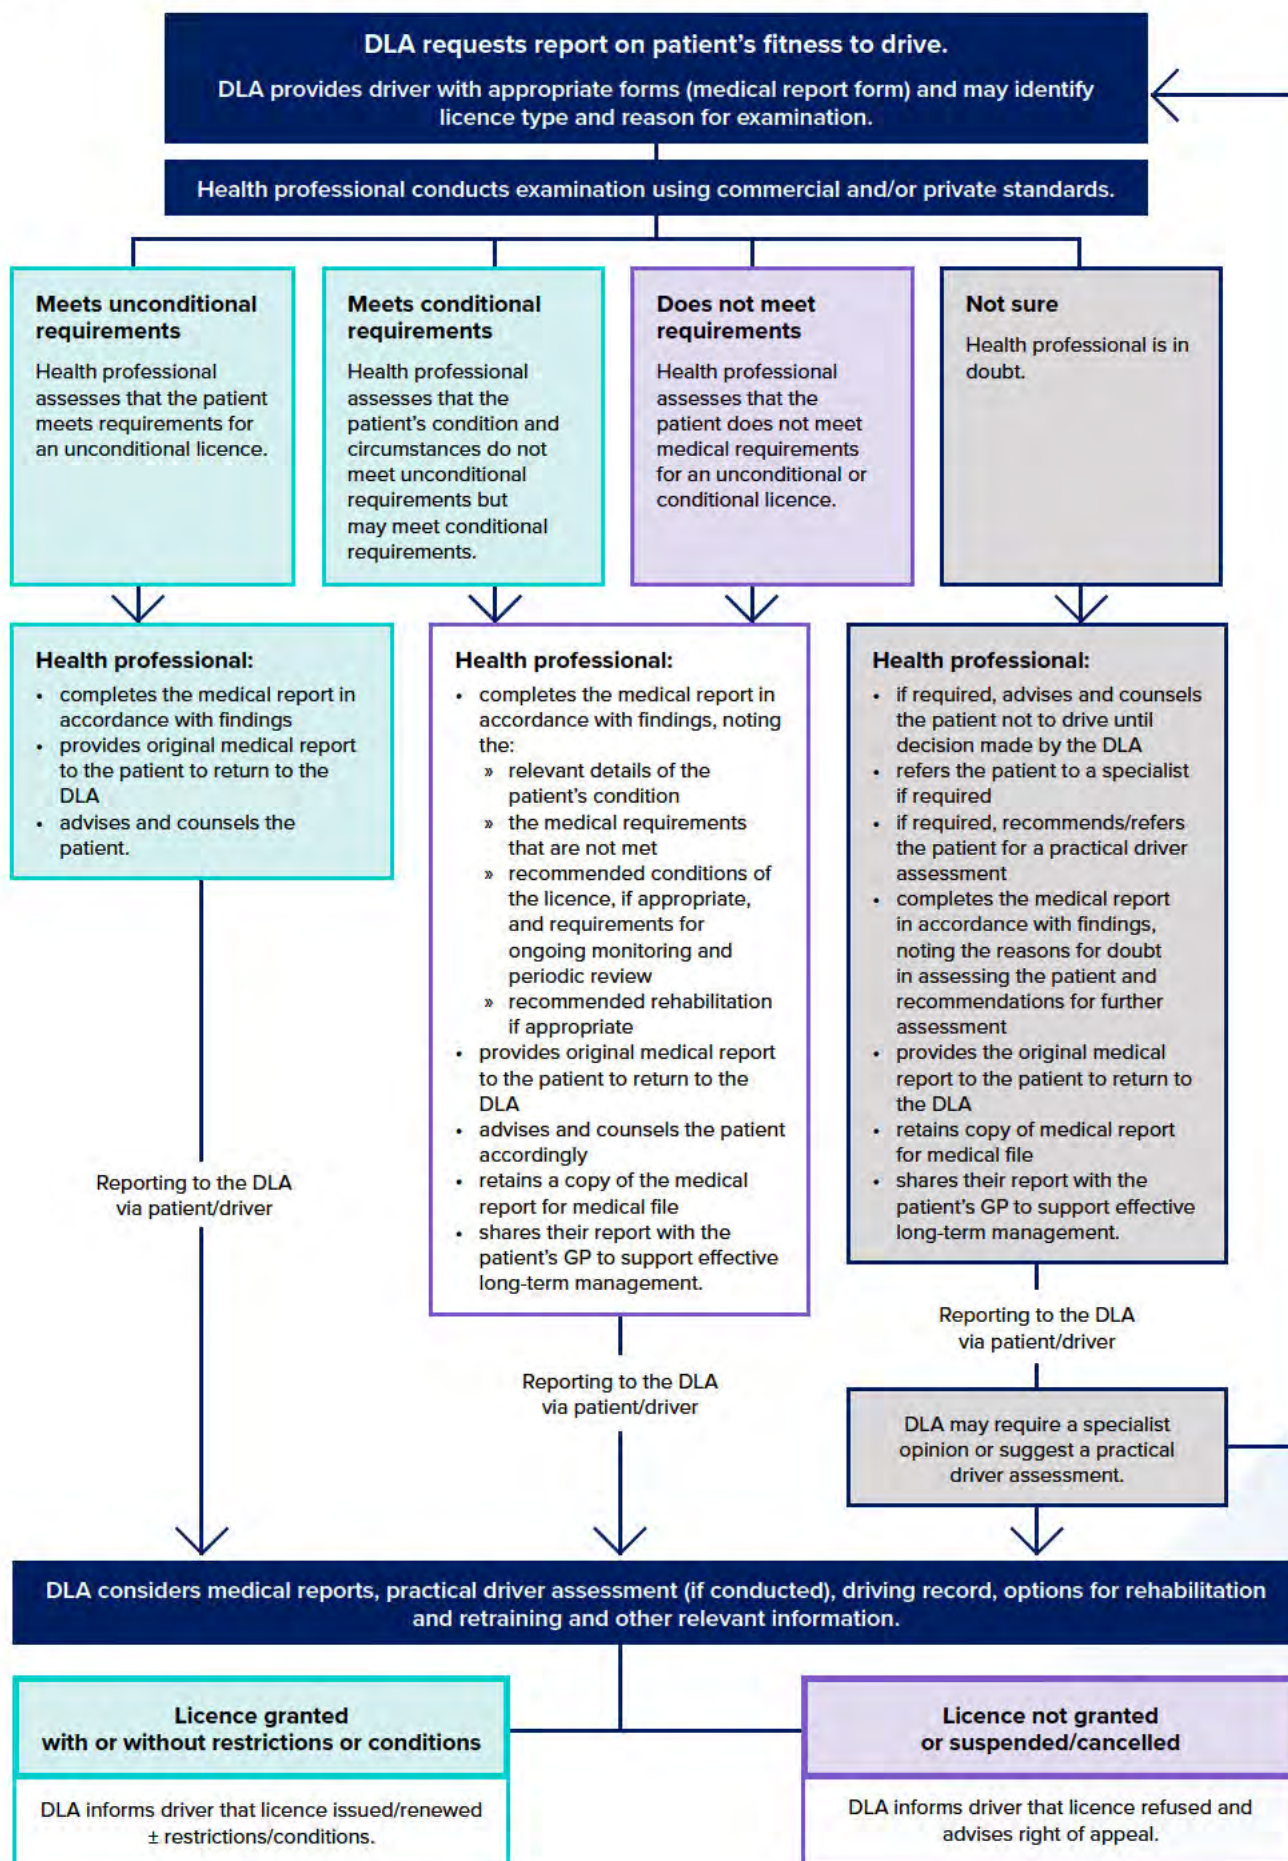 DLA requests report on patient's fitness to drive.
DLA provides driver with appropriate forms (medical report form) and may identify
licence type and reason for examination.
Health professional conducts examination using commercial and/or private standards.
Meets unconditional
requirements
Health professional
assesses that the patient
meets requirements for
an unconditional licence.
Meets conditional
requirements
Health professional
assesses that the
patient's condition and
circumstances do not
meet unconditional
requirements but
may meet conditional
requirements.
Does not meet
requirements
Health professional
assesses that the
patient does not meet
medical requirements
for an unconditional or
conditional licence.
Not sure
Health professional is in
doubt.
Health professional:
• completes the medical report in
accordance with findings
• provides original medical report
to the patient to return to the
DLA
• advises and counsels the
patient.
Reporting to the DLA
via patient/driver
Health professional:
• completes the medical report in
accordance with findings, noting
the:
» relevant details of the
patient's condition
» the medical requirements
that are not met
» recommended conditions of
the licence, if appropriate,
and requirements for
ongoing monitoring and
periodic review
» recommended rehabilitation
if appropriate
• provides original medical report
to the patient to return to the
DLA
• advises and counsels the patient
accordingly
• retains a copy of the medical
report for medical file
• shares their report with the
patient's GP to support effective
long-term management.
Reporting to the DLA
via patient/driver
Health professional:
• if required, advises and counsels
the patient not to drive until
decision made by the DLA
• refers the patient to a specialist
if required
• if required, recommends/refers
the patient for a practical driver
assessment
• completes the medical report
in accordance with findings,
noting the reasons for doubt
in assessing the patient and
recommendations for further
assessment
• provides the original medical
report to the patient to return to
the DLA
• retains copy of medical report
for medical file
• shares their report with the
patient's GP to support effective
long-term management.
Reporting to the DLA
via patient/driver
DLA may require a specialist
opinion or suggest a practical
driver assessment.
DLA considers medical reports, practical driver assessment (if conducted), driving record, options for rehabilitation
and retraining and other relevant information.
Licence granted
with or without restrictions or conditions
DLA informs driver that licence issued/renewed
± restrictions/conditions.
Licence not granted
or suspended/cancelled
DLA informs driver that licence refused and
advises right of appeal.